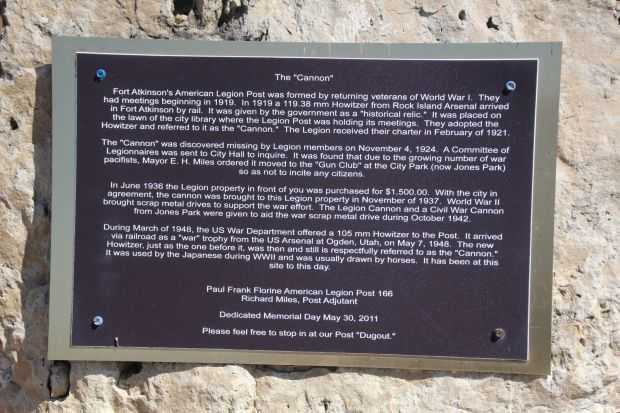 The "Cannon"
Fort Atkinson's American Legion Post was formed by returning veterans of World War I. They
had meetings beginning in 1919. In 1919 a 119.38 mm Howitzer from Rock Island Arsenal arrived
in Fort Atkinson by rail. It was given by the government as a "historical relic." It was placed on
the lawn of the city library where the Legion Post was holding its meetings. They adopted the
Howitzer and referred to it as the "Cannon." The Legion received their charter in February of 1921.
The "Cannon" was discovered missing by Legion members on November 4, 1924. A Committee of
Legionnaires was sent to City Hall to inquire. It was found that due to the growing number of war
pacifists, Mayor E. H. Miles ordered it moved to the "Gun Club" at the City Park (now Jones Park)
so as not to incite any citizens.
In June 1936 the Legion property in front of you was purchased for $1,500.00. With the city in
agreement, the cannon was brought to this Legion property in November of 1937. World War II
brought scrap metal drives to support the war effort. The Legion Cannon and a Civil War Cannon
from Jones Park were given to aid the war scrap metal drive during October 1942.
During March of 1948, the US War Department offered a 105 mm Howitzer to the Post. It arrived
via railroad as a "war" trophy from the US Arsenal at Ogden, Utah, on May 7, 1948. The new
Howitzer, just as the one before it, was then and still is respectfully referred to as the "Cannon."
It was used by the Japanese during WWII and was usually drawn by horses. It has been at this
site to this day.
Paul Frank Florine American Legion Post 166
Richard Miles, Post Adjutant
Dedicated Memorial Day May 30, 2011
Please feel free to stop in at our Post "Dugout."